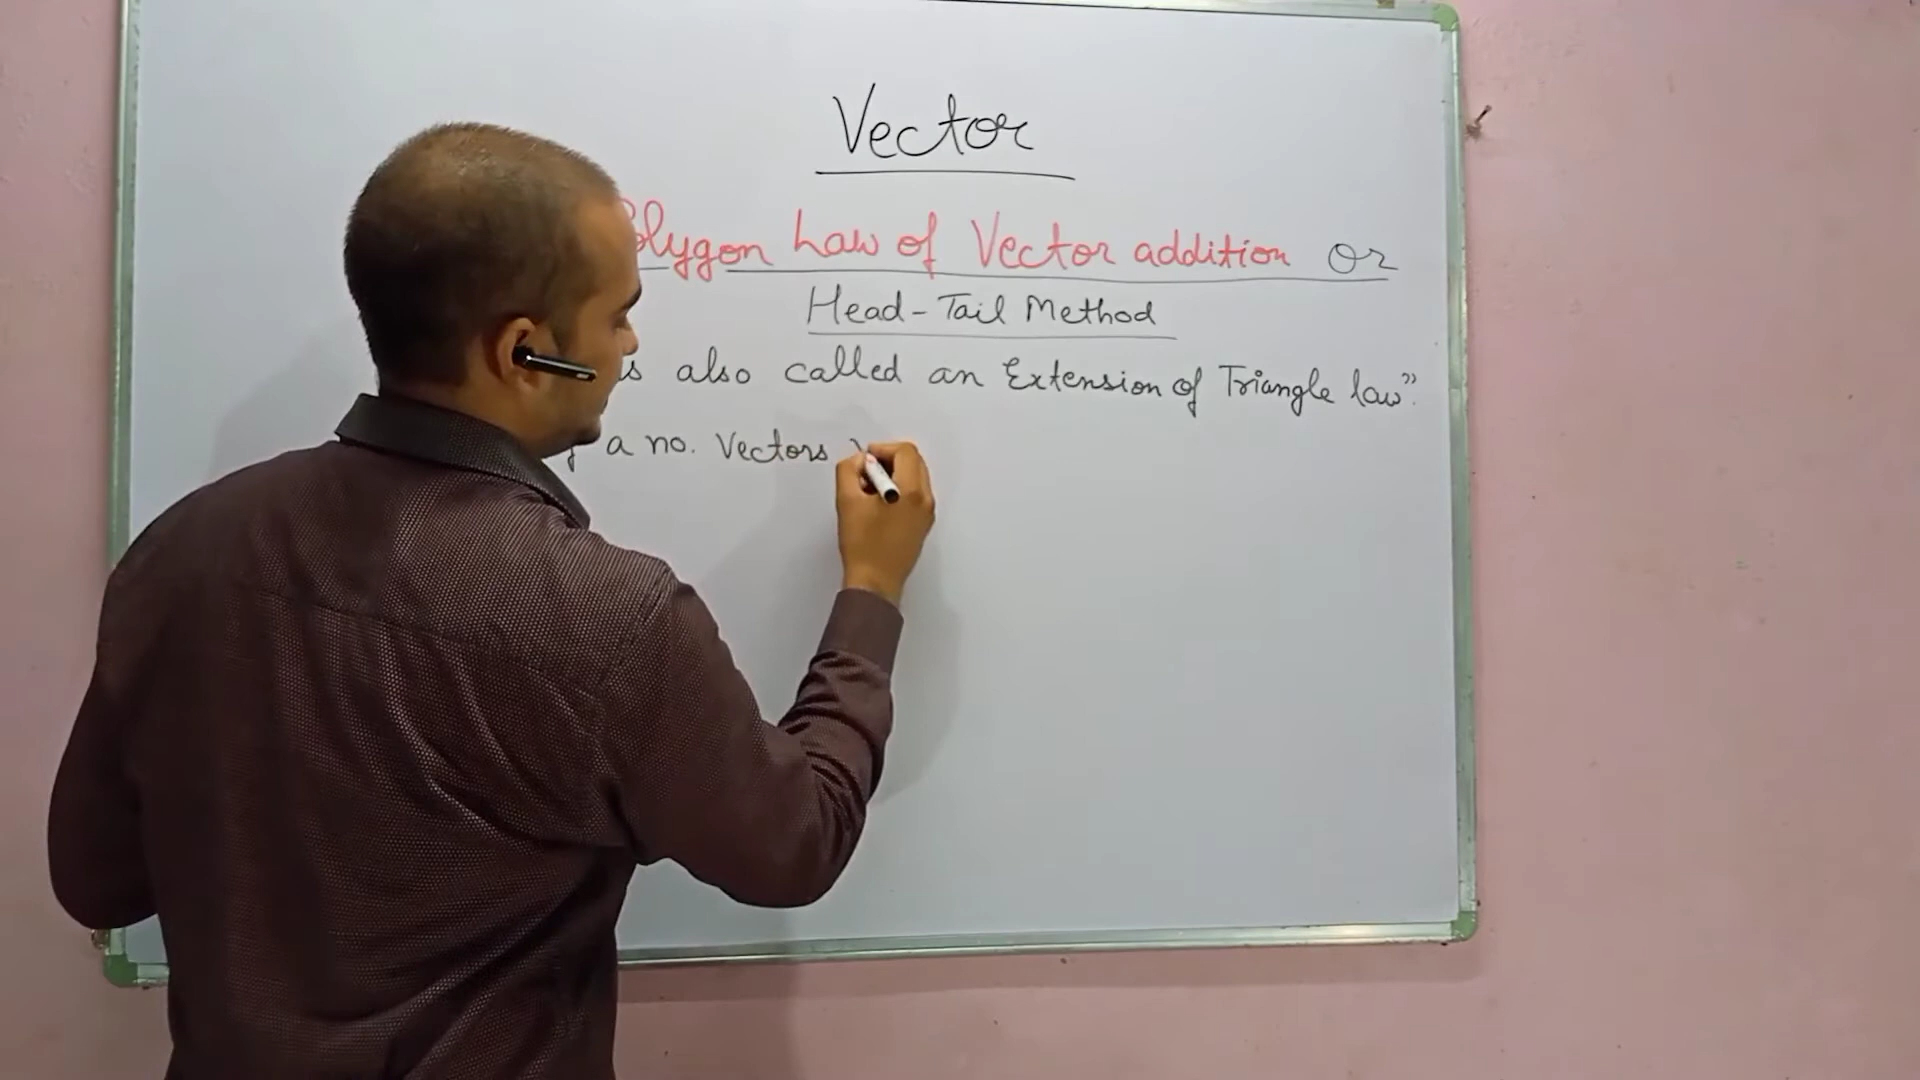 Vector
Polygon Law of Vector addition or
Head-Tail Method
also called an Extension of Triangle law”.
a no. Vectors